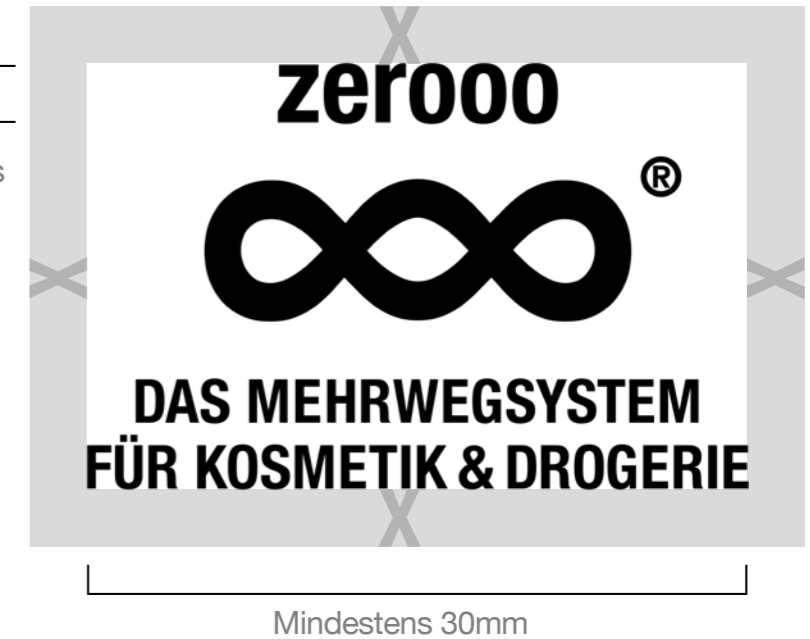 zerooo
®
DAS MEHRWEGSYSTEM
FÜR KOSMETIK & DROGERIE
Mindestens 30mm